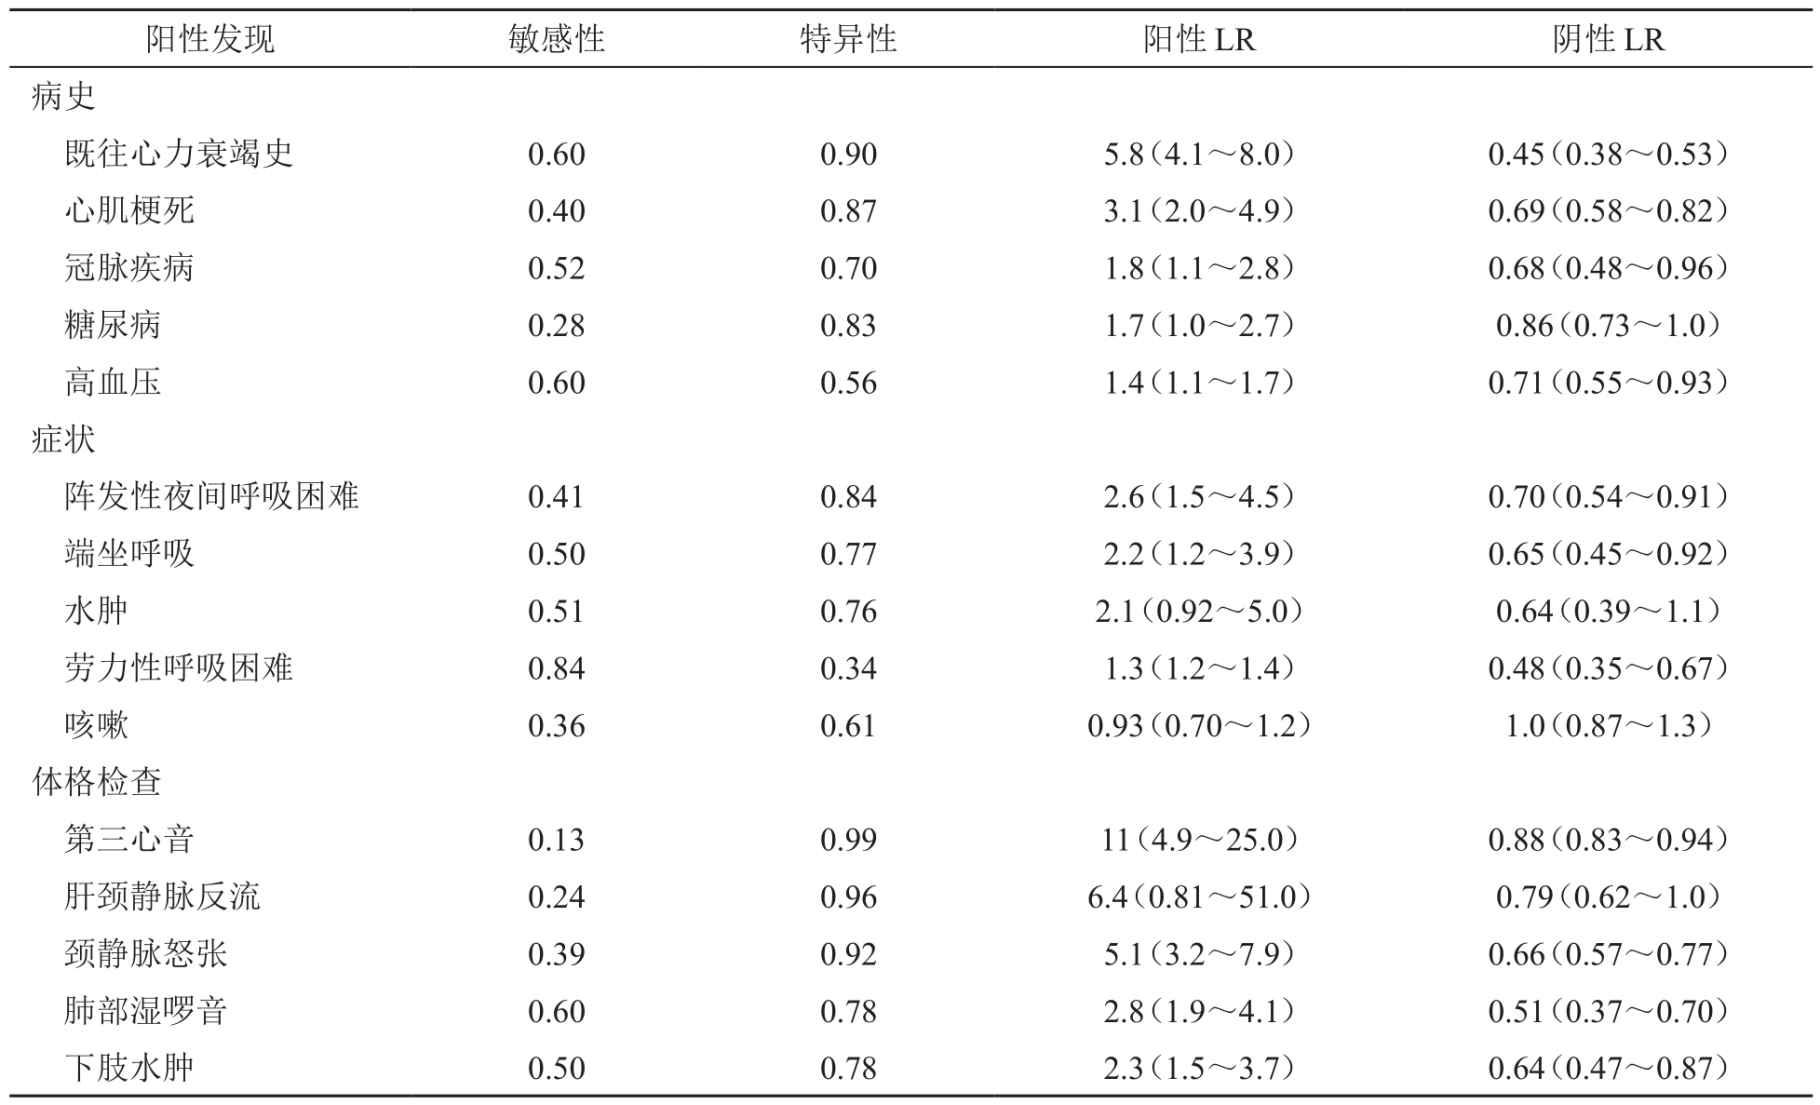 阳性发现 敏感性 特异性 阳性 LR 阴性 LR
病史
既往心力衰竭史 0.60 0.90 5.8（4.1～8.0） 0.45（0.38～0.53）
心肌梗死 0.40 0.87 3.1（2.0～4.9） 0.69（0.58～0.82）
冠脉疾病 0.52 0.70 1.8（1.1～2.8） 0.68（0.48～0.96）
糖尿病 0.28 0.83 1.7（1.0～2.7） 0.86（0.73～1.0）
高血压 0.60 0.56 1.4（1.1～1.7） 0.71（0.55～0.93）
症状
阵发性夜间呼吸困难 0.41 0.84 2.6（1.5～4.5） 0.70（0.54～0.91）
端坐呼吸 0.50 0.77 2.2（1.2～3.9） 0.65（0.45～0.92）
水肿 0.51 0.76 2.1（0.92～5.0） 0.64（0.39～1.1）
劳力性呼吸困难 0.84 0.34 1.3（1.2～1.4） 0.48（0.35～0.67）
咳嗽 0.36 0.61 0.93（0.70～1.2） 1.0（0.87～1.3）
体格检查
第三心音 0.13 0.99 11（4.9～25.0） 0.88（0.83～0.94）
肝颈静脉反流 0.24 0.96 6.4（0.81～51.0） 0.79（0.62～1.0）
颈静脉怒张 0.39 0.92 5.1（3.2～7.9） 0.66（0.57～0.77）
肺部湿啰音 0.60 0.78 2.8（1.9～4.1） 0.51（0.37～0.70）
下肢水肿 0.50 0.78 2.3（1.5～3.7） 0.64（0.47～0.87）